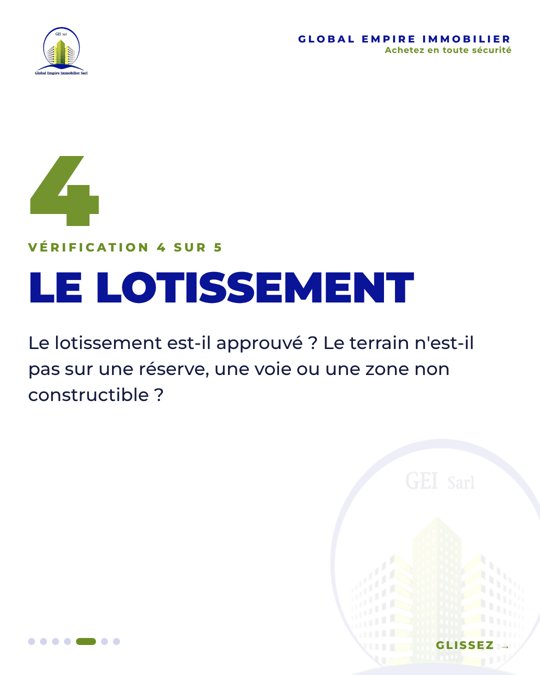 GEI Sarl
Global Empire Immobilier Sarl
GLOBAL EMPIRE IMMOBILIER
Achetez en toute sécurité
4
VÉRIFICATION 4 SUR 5
LE LOTISSEMENT
Le lotissement est-il approuvé ? Le terrain n'est-il
pas sur une réserve, une voie ou une zone non
constructible ?
GEI Sarl
GLISSEZ →